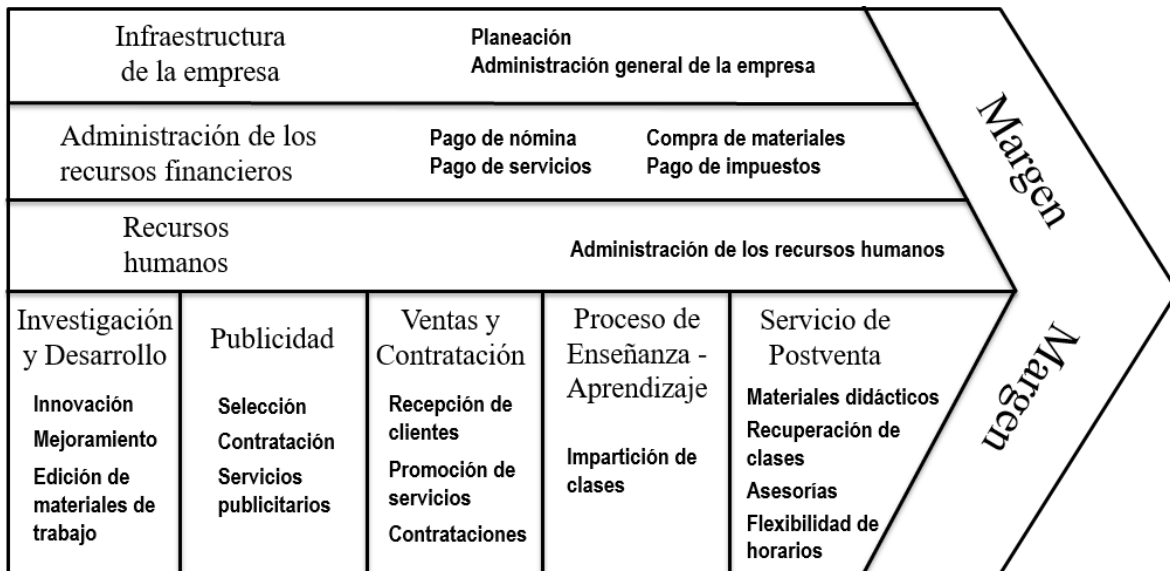 Infraestructura
de la empresa
Planeación
Administración general de la empresa
Administración de los
recursos financieros
Pago de nómina
Pago de servicios
Compra de materiales
Pago de impuestos
Recursos
humanos
Administración de los recursos humanos
Margen
Margen
Investigación
y Desarrollo
Innovación
Mejoramiento
Edición de
materiales de
trabajo
Publicidad
Selección
Contratación
Servicios
publicitarios
Ventas y
Contratación
Recepción de
clientes
Promoción de
servicios
Contrataciones
Proceso de
Enseñanza -
Aprendizaje
Impartición de
clases
Servicio de
Postventa
Materiales didácticos
Recuperación de
clases
Asesorías
Flexibilidad de
horarios